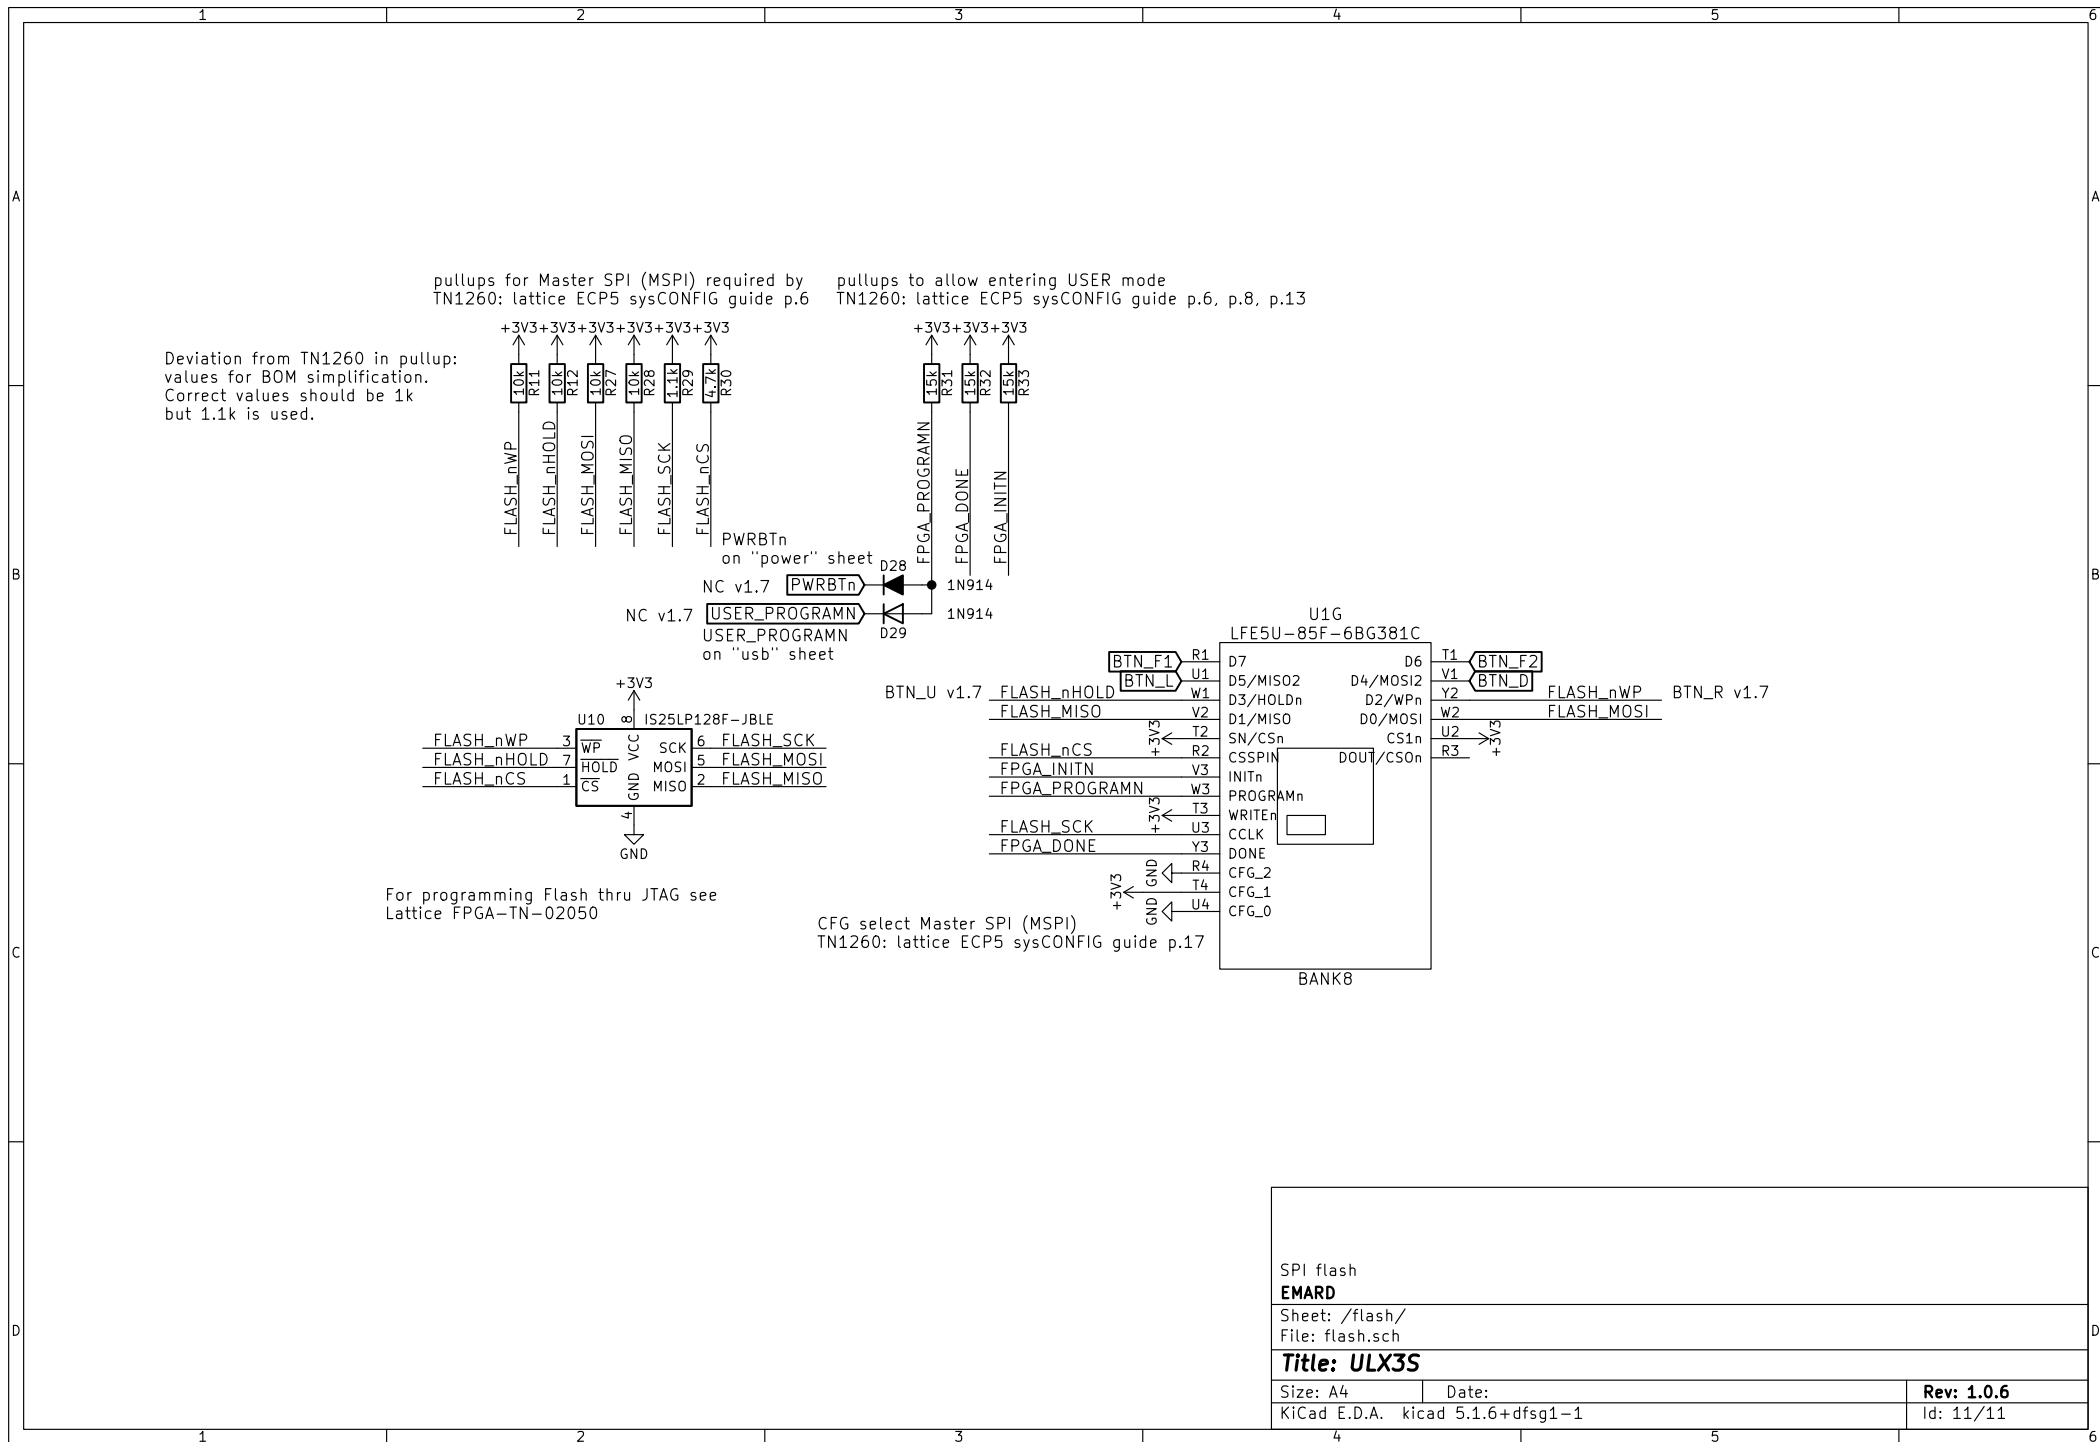 1 2 3 4 5 6
A A
B B
C C
D D
pullups for Master SPI (MSPI) required by
TN1260: lattice ECP5 sysCONFIG guide p.6
pullups to allow entering USER mode
TN1260: lattice ECP5 sysCONFIG guide p.6, p.8, p.13
+3V3 +3V3 +3V3 +3V3 +3V3 +3V3
+3V3 +3V3 +3V3
Deviation from TN1260 in pullup:
values for BOM simplification.
Correct values should be 1k
but 1.1k is used.
10k R11
10k R12
10k R27
10k R28
1.1k R29
4.7k R30
15k R31
15k R32
15k R33
FLASH_nWP
FLASH_nHOLD
FLASH_MOSI
FLASH_MISO
FLASH_SCK
FLASH_nCS
FPGA_PROGRAMN
FPGA_DONE
FPGA_INITN
PWRBTn
on "power" sheet
D28
NC v1.7 PWRBTn 1N914
NC v1.7 USER_PROGRAMN 1N914
D29
USER_PROGRAMN
on "usb" sheet
+3V3
U10 8 IS25LP128F-JBLE
FLASH_nWP 3 WP VCC SCK 6 FLASH_SCK
FLASH_nHOLD 7 HOLD MOSI 5 FLASH_MOSI
FLASH_nCS 1 CS GND MISO 2 FLASH_MISO
4
GND
For programming Flash thru JTAG see
Lattice FPGA-TN-02050
U1G
LFE5U-85F-6BG381C
BTN_F1 R1 D7 D6 T1 BTN_F2
BTN_L U1 D5/MISO2 D4/MOSI2 V1 BTN_D
BTN_U v1.7 FLASH_nHOLD W1 D3/HOLDn D2/WPn Y2 FLASH_nWP BTN_R v1.7
FLASH_MISO V2 D1/MISO D0/MOSI W2 FLASH_MOSI
+3V3 T2 SN/CSn CS1n U2 +3V3
FLASH_nCS R2 CSSPIN DOUT/CSOn R3
FPGA_INITN V3 INITn
FPGA_PROGRAMN W3 PROGRAMn
+3V3 T3 WRITEn
FLASH_SCK U3 CCLK
FPGA_DONE Y3 DONE
GND R4 CFG_2
+3V3 T4 CFG_1
GND U4 CFG_0
CFG select Master SPI (MSPI)
TN1260: lattice ECP5 sysCONFIG guide p.17
BANK8
SPI flash
EMARD
Sheet: /flash/
File: flash.sch
Title: ULX3S
Size: A4 Date: Rev: 1.0.6
KiCad E.D.A. kicad 5.1.6+dfsg1-1 Id: 11/11
1 2 3 4 5 6